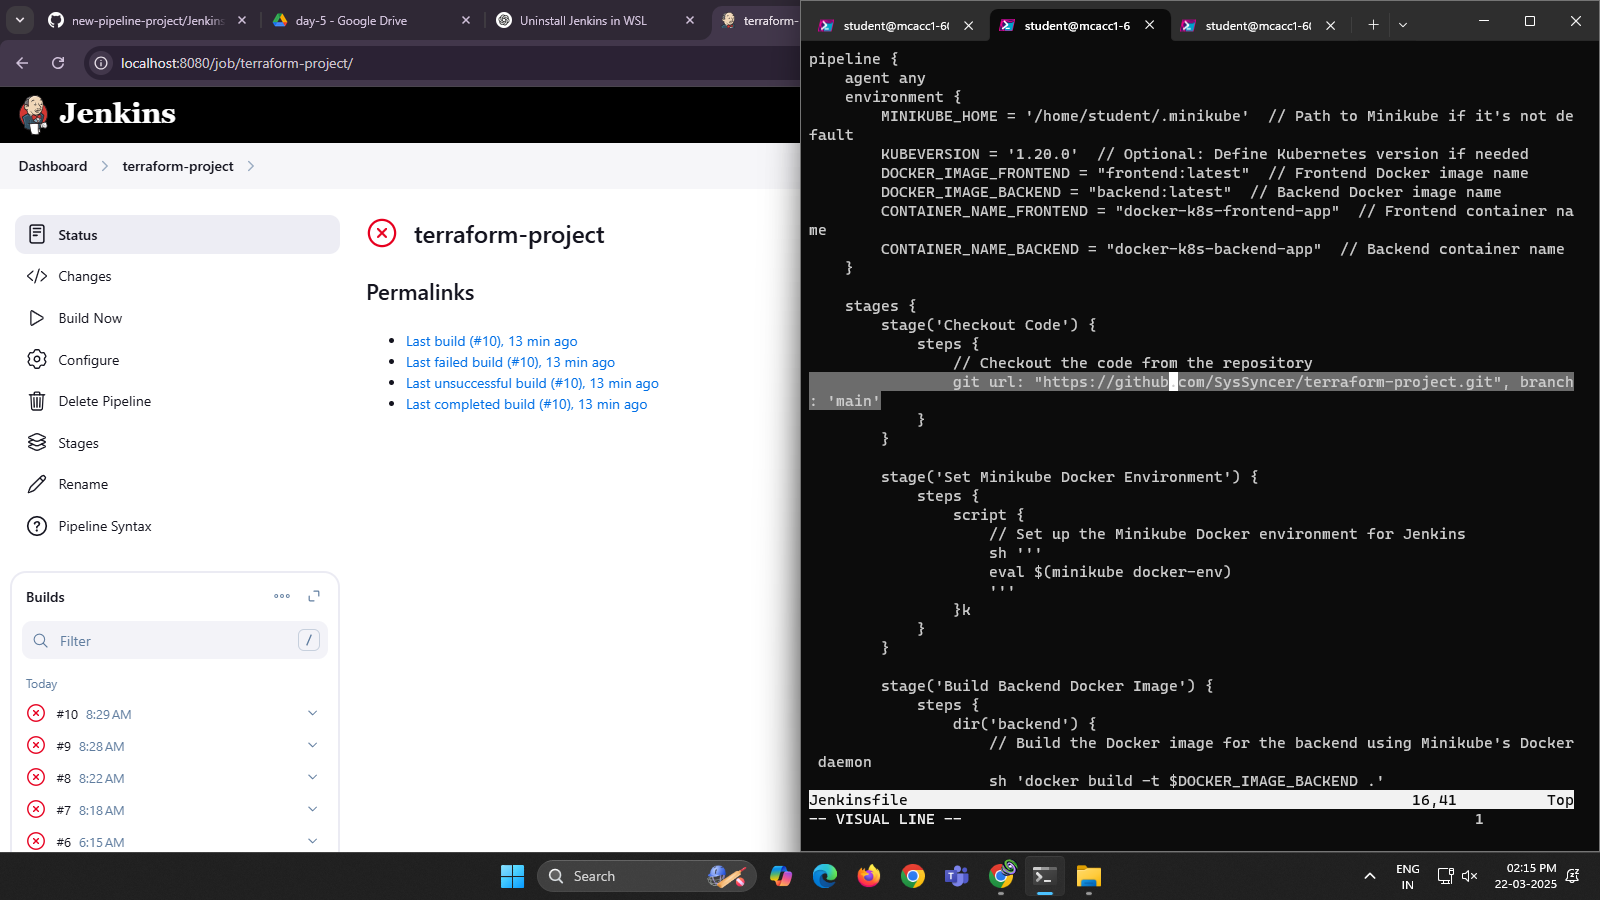 new-pipeline-project/Jenkins
day-5 - Google Drive
Uninstall Jenkins in WSL
terraform-
localhost:8080/job/terraform-project/
Jenkins
Dashboard
terraform-project
Status
Changes
Build Now
Configure
Delete Pipeline
Stages
Rename
Pipeline Syntax
Builds
Filter
/
Today
#10 8:29 AM
#9 8:28 AM
#8 8:22 AM
#7 8:18 AM
#6 6:15 AM
terraform-project
Permalinks
Last build (#10), 13 min ago
Last failed build (#10), 13 min ago
Last unsuccessful build (#10), 13 min ago
Last completed build (#10), 13 min ago
student@mcacc1-60
student@mcacc1-6
student@mcacc1-60
pipeline {
agent any
environment {
MINIKUBE_HOME = '/home/student/.minikube'  // Path to Minikube if it's not de
fault
KUBEVERSION = '1.20.0'  // Optional: Define Kubernetes version if needed
DOCKER_IMAGE_FRONTEND = "frontend:latest"  // Frontend Docker image name
DOCKER_IMAGE_BACKEND = "backend:latest"  // Backend Docker image name
CONTAINER_NAME_FRONTEND = "docker-k8s-frontend-app"  // Frontend container na
me
CONTAINER_NAME_BACKEND = "docker-k8s-backend-app"  // Backend container name
}
stages {
stage('Checkout Code') {
steps {
// Checkout the code from the repository
git url: "https://github.com/SysSyncer/terraform-project.git", branch
: 'main'
}
}
stage('Set Minikube Docker Environment') {
steps {
script {
// Set up the Minikube Docker environment for Jenkins
sh '''
eval $(minikube docker-env)
'''
}k
}
}
stage('Build Backend Docker Image') {
steps {
dir('backend') {
// Build the Docker image for the backend using Minikube's Docker
daemon
sh 'docker build -t $DOCKER_IMAGE_BACKEND .'
Jenkinsfile 16,41 Top
-- VISUAL LINE -- 1
Search
ENG
IN
02:15 PM
22-03-2025